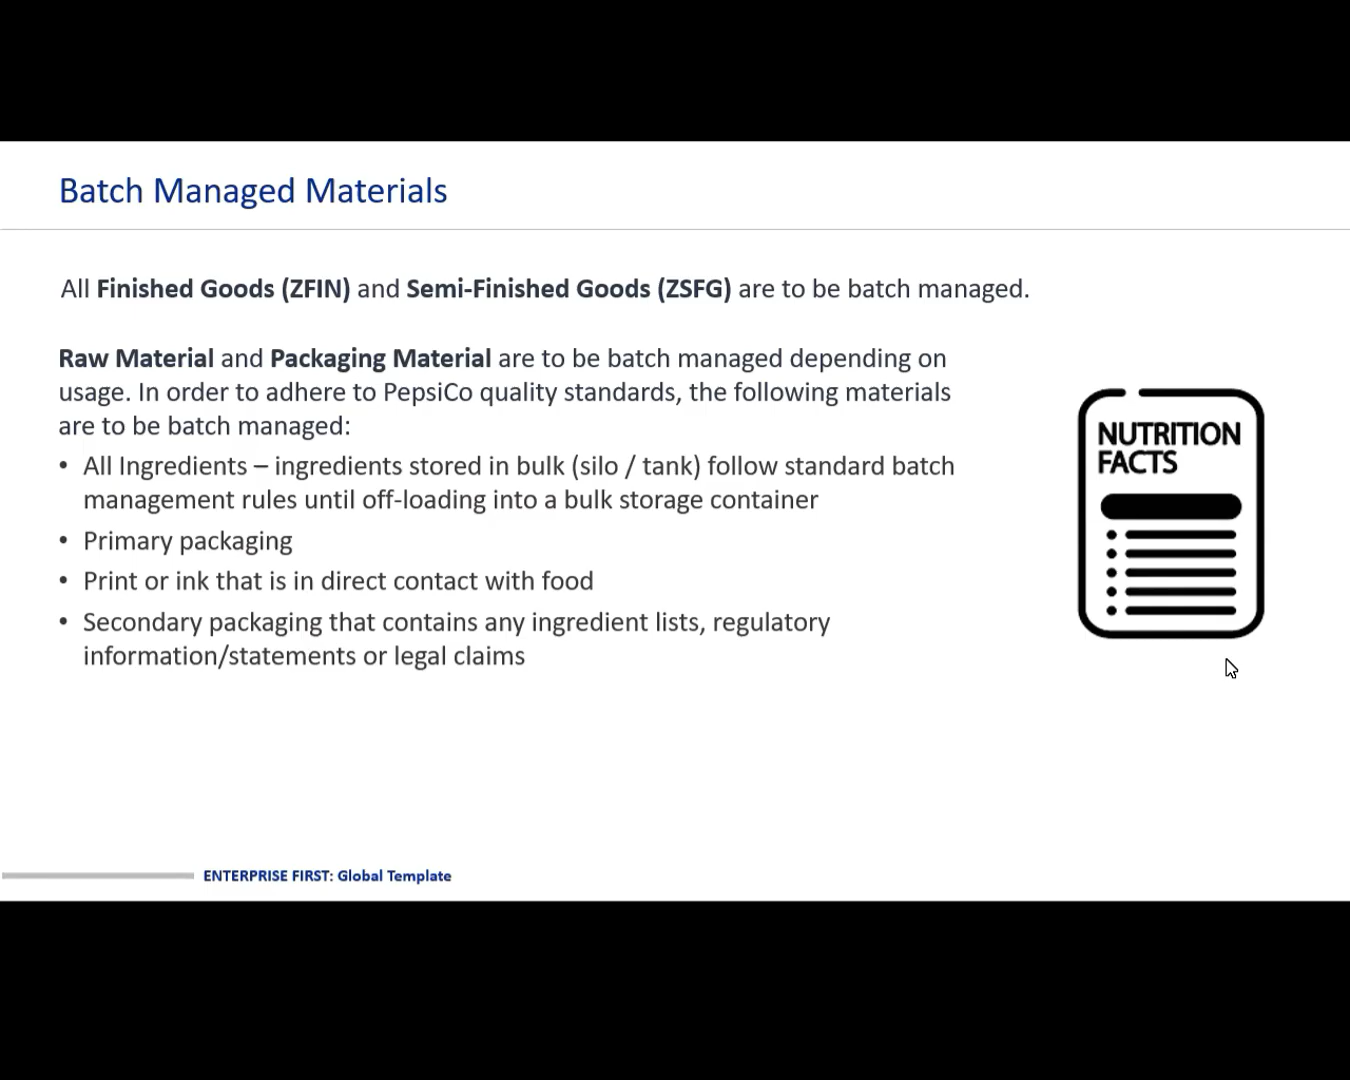 Batch Managed Materials
All Finished Goods (ZFIN) and Semi-Finished Goods (ZSFG) are to be batch managed.
Raw Material and Packaging Material are to be batch managed depending on
usage. In order to adhere to PepsiCo quality standards, the following materials
are to be batch managed:
• All Ingredients – ingredients stored in bulk (silo / tank) follow standard batch
management rules until off-loading into a bulk storage container
• Primary packaging
• Print or ink that is in direct contact with food
• Secondary packaging that contains any ingredient lists, regulatory
information/statements or legal claims
NUTRITION
FACTS
ENTERPRISE FIRST: Global Template